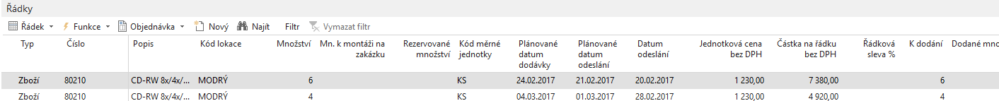 Řádky
Řádek Funkce Objednávka Nový Najít Filtr Vymazat filtr
Typ Číslo Popis Kód lokace Množství Mn. k montáži na zakázku Rezervované množství Kód měrné jednotky Plánované datum dodávky Plánované datum odeslání Datum odeslání Jednotková cena bez DPH Částka na řádku bez DPH Řádková sleva % K dodání Dodané mno
Zboží 80210 CD-RW 8x/4x/... MODRÝ 6 KS 24.02.2017 21.02.2017 20.02.2017 1 230,00 7 380,00 6
Zboží 80210 CD-RW 8x/4x/... MODRÝ 4 KS 04.03.2017 01.03.2017 28.02.2017 1 230,00 4 920,00 4